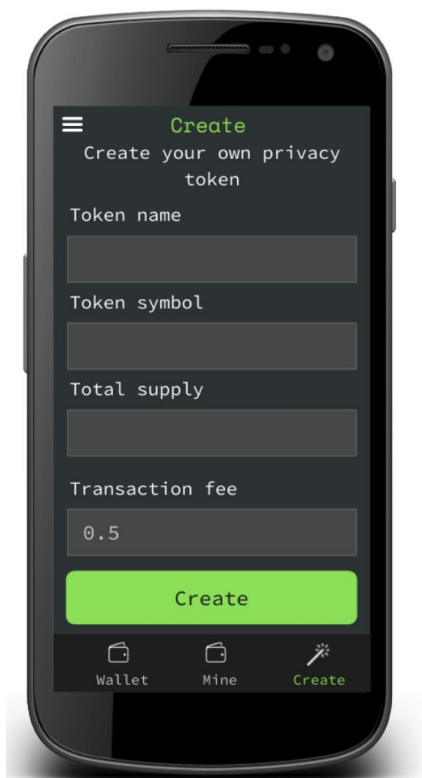 Create
Create your own privacy
token
Token name
Token symbol
Total supply
Transaction fee
0.5
Create
Wallet
Mine
Create